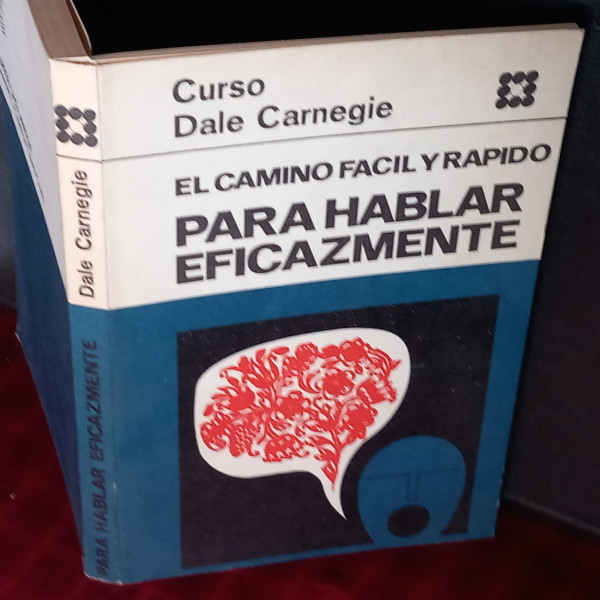 Curso
Dale Carnegie
EL CAMINO FACIL Y RAPIDO
PARA HABLAR
EFICAZMENTE
Dale Carnegie
PARA HABLAR EFICAZMENTE